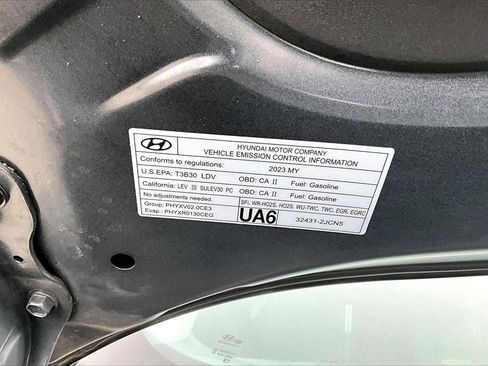 HYUNDAI MOTOR COMPANY
VEHICLE EMISSION CONTROL INFORMATION
Conforms to regulations: 2023 MY
U.S.EPA: T3B30 LDV OBD: CA II Fuel: Gasoline
California: LEV III SULEV30 PC OBD: CA II Fuel: Gasoline
No adjustments needed. SFI, WR-HO2S, HO2S, WU-TWC, TWC, EGR, EGRC
Group: PHYXV02.0CE3
Evap: PHYXR0130CEG UA6 32431-2JCN5